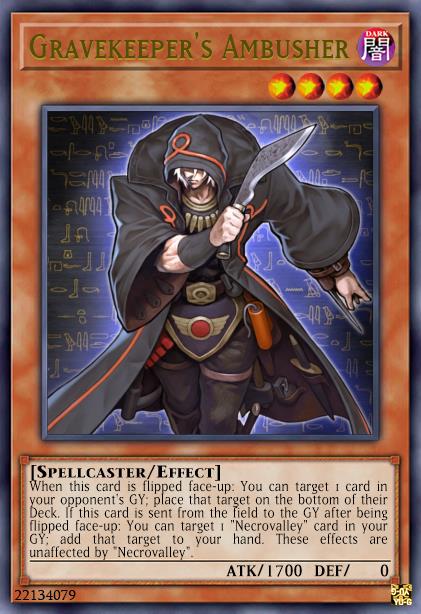 GRAVEKEEPER'S AMBUSHER
DARK
闇
[SPELLCASTER/EFFECT]
When this card is flipped face-up: You can target 1 card in
your opponent's GY; place that target on the bottom of their
Deck. If this card is sent from the field to the GY after being
flipped face-up: You can target 1 "Necrovalley" card in your
GY; add that target to your hand. These effects are
unaffected by "Necrovalley".
ATK/1700 DEF/ 0
22134079